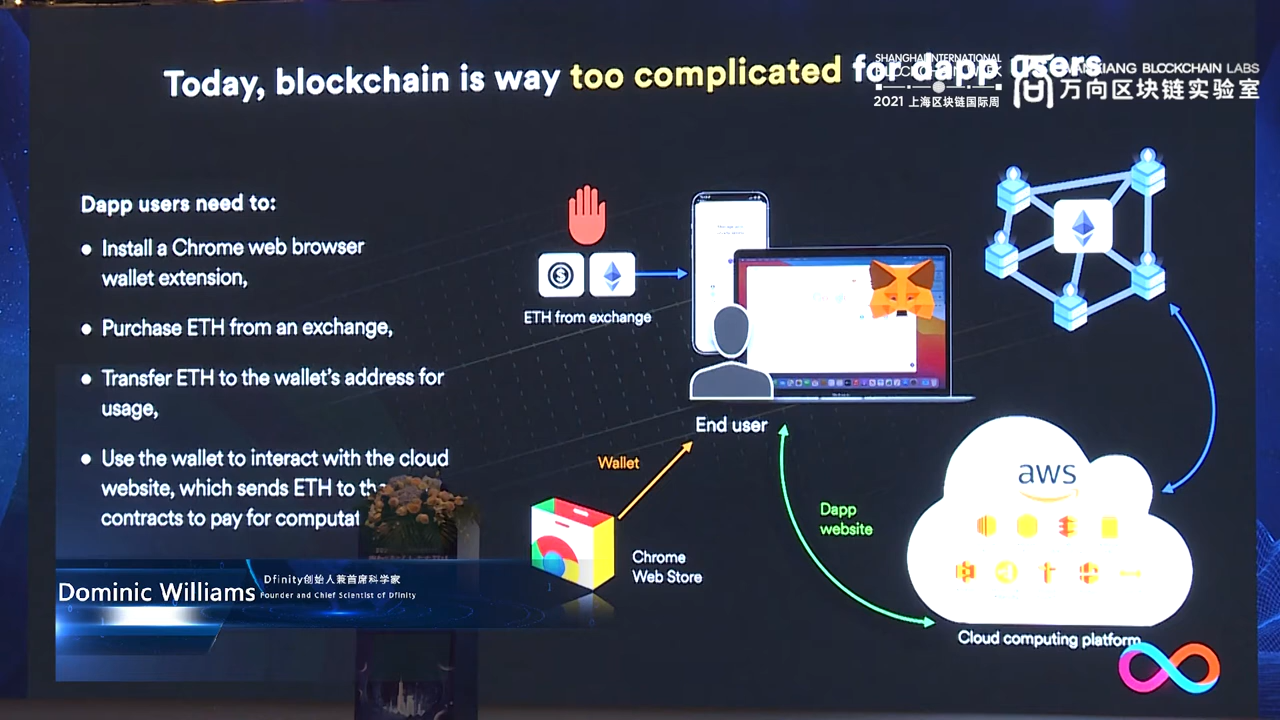 Today, blockchain is way too complicated for dapp users
SHANGHAI INTERNATIONAL
BLOCKCHAIN WEEK
2021 上海区块链国际周
WANXIANG BLOCKCHAIN LABS
万向区块链实验室
Dapp users need to:
• Install a Chrome web browser
wallet extension,
• Purchase ETH from an exchange,
• Transfer ETH to the wallet's address for
usage,
• Use the wallet to interact with the cloud
website, which sends ETH to the
contracts to pay for computat
ETH from exchange
End user
Wallet
Chrome
Web Store
Dapp
website
aws
Cloud computing platform
Dominic Williams
Dfinity创始人兼首席科学家
Founder and Chief Scientist of Dfinity